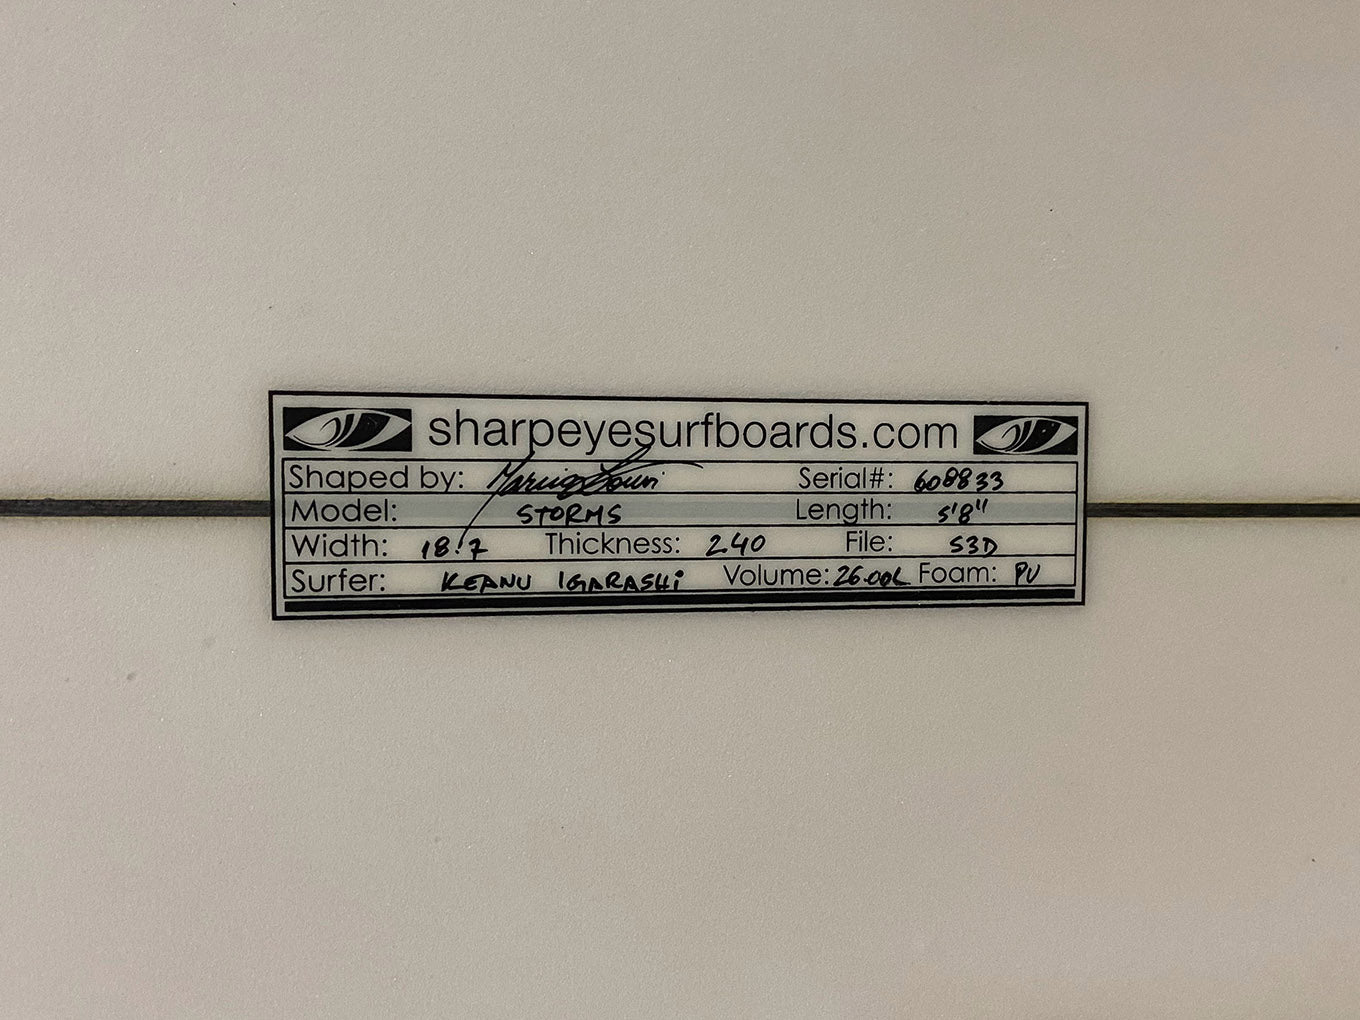 sharpeyesurfboards.com
Shaped by: Serial#: 608833
Model: STORMS Length: 5'8"
Width: 18.7 Thickness: 2.40 File: S3D
Surfer: KEANU IGARASHi Volume: 26.00L Foam: PU